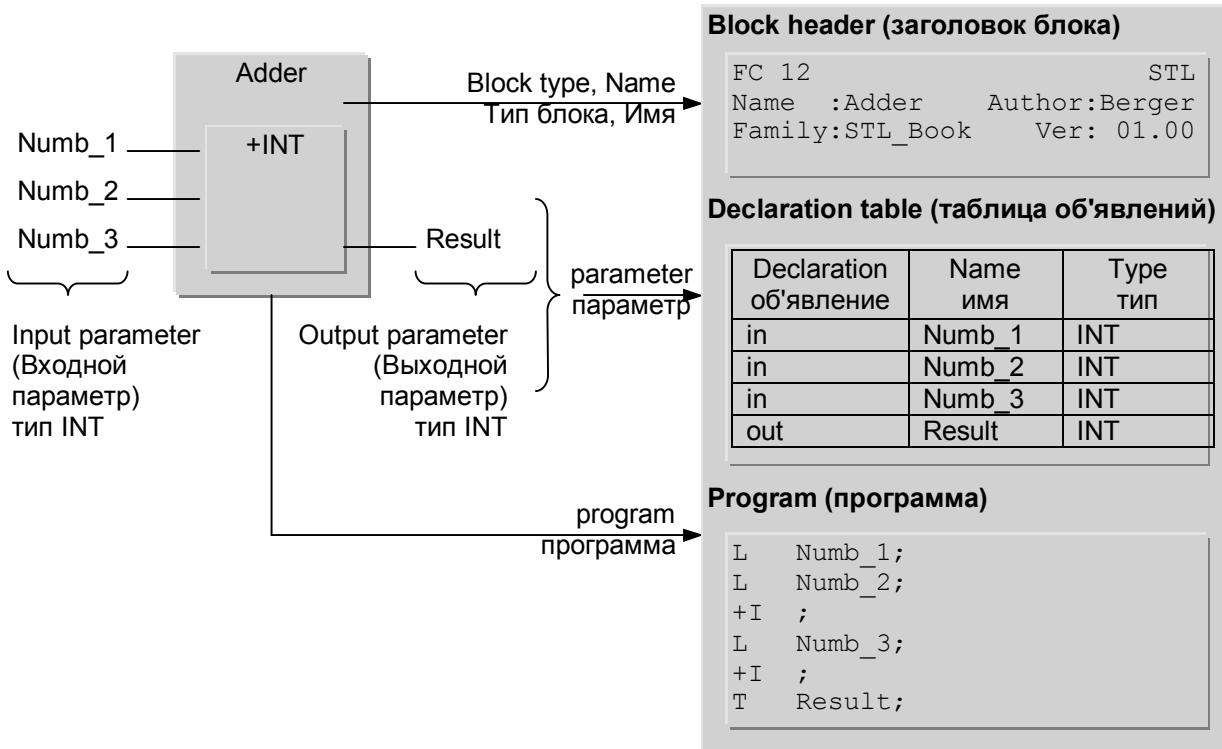 Adder
+INT
Numb_1
Numb_2
Numb_3
Result
Input parameter
(Входной
параметр)
тип INT
Output parameter
(Выходной
параметр)
тип INT
Block type, Name
Тип блока, Имя
parameter
параметр
program
программа
Block header (заголовок блока)
FC 12 STL
Name :Adder Author:Berger
Family:STL_Book Ver: 01.00
Declaration table (таблица об'явлений)
Declaration Name Type
об'явление имя тип
in Numb_1 INT
in Numb_2 INT
in Numb_3 INT
out Result INT
Program (программа)
L Numb_1;
L Numb_2;
+I ;
L Numb_3;
+I ;
T Result;